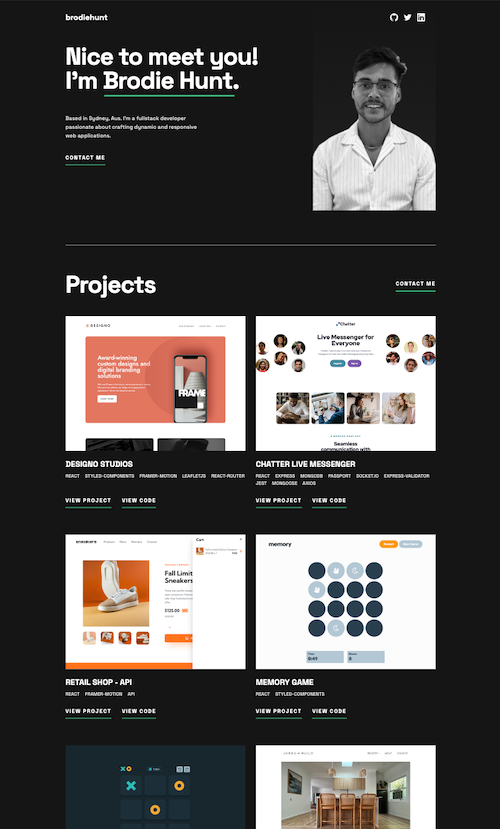 brodiehunt
Nice to meet you!
I'm Brodie Hunt.
Based in Sydney, Aus. I'm a fullstack developer
passionate about crafting dynamic and responsive
web applications.
CONTACT ME
Projects
CONTACT ME
DESIGNO
Award-winning
custom designs and
digital branding
solutions
FRAME
DESIGNO STUDIOS
REACT STYLED-COMPONENTS FRAMER-MOTION LEAFLETJS REACT-ROUTER
VIEW PROJECT VIEW CODE
Chatter
Live Messenger for
Everyone
Seamless
communication with
CHATTER LIVE MESSENGER
REACT EXPRESS MONGODB PASSPORT SOCKET.IO EXPRESS-VALIDATOR
JEST MONGOOSE AXIOS
VIEW PROJECT VIEW CODE
sneakers
Cart
Fall Limit
Sneakers
$125.00
RETAIL SHOP - API
REACT FRAMER-MOTION API
VIEW PROJECT VIEW CODE
memory
Time
0:49
Moves
MEMORY GAME
REACT STYLED-COMPONENTS
VIEW PROJECT VIEW CODE